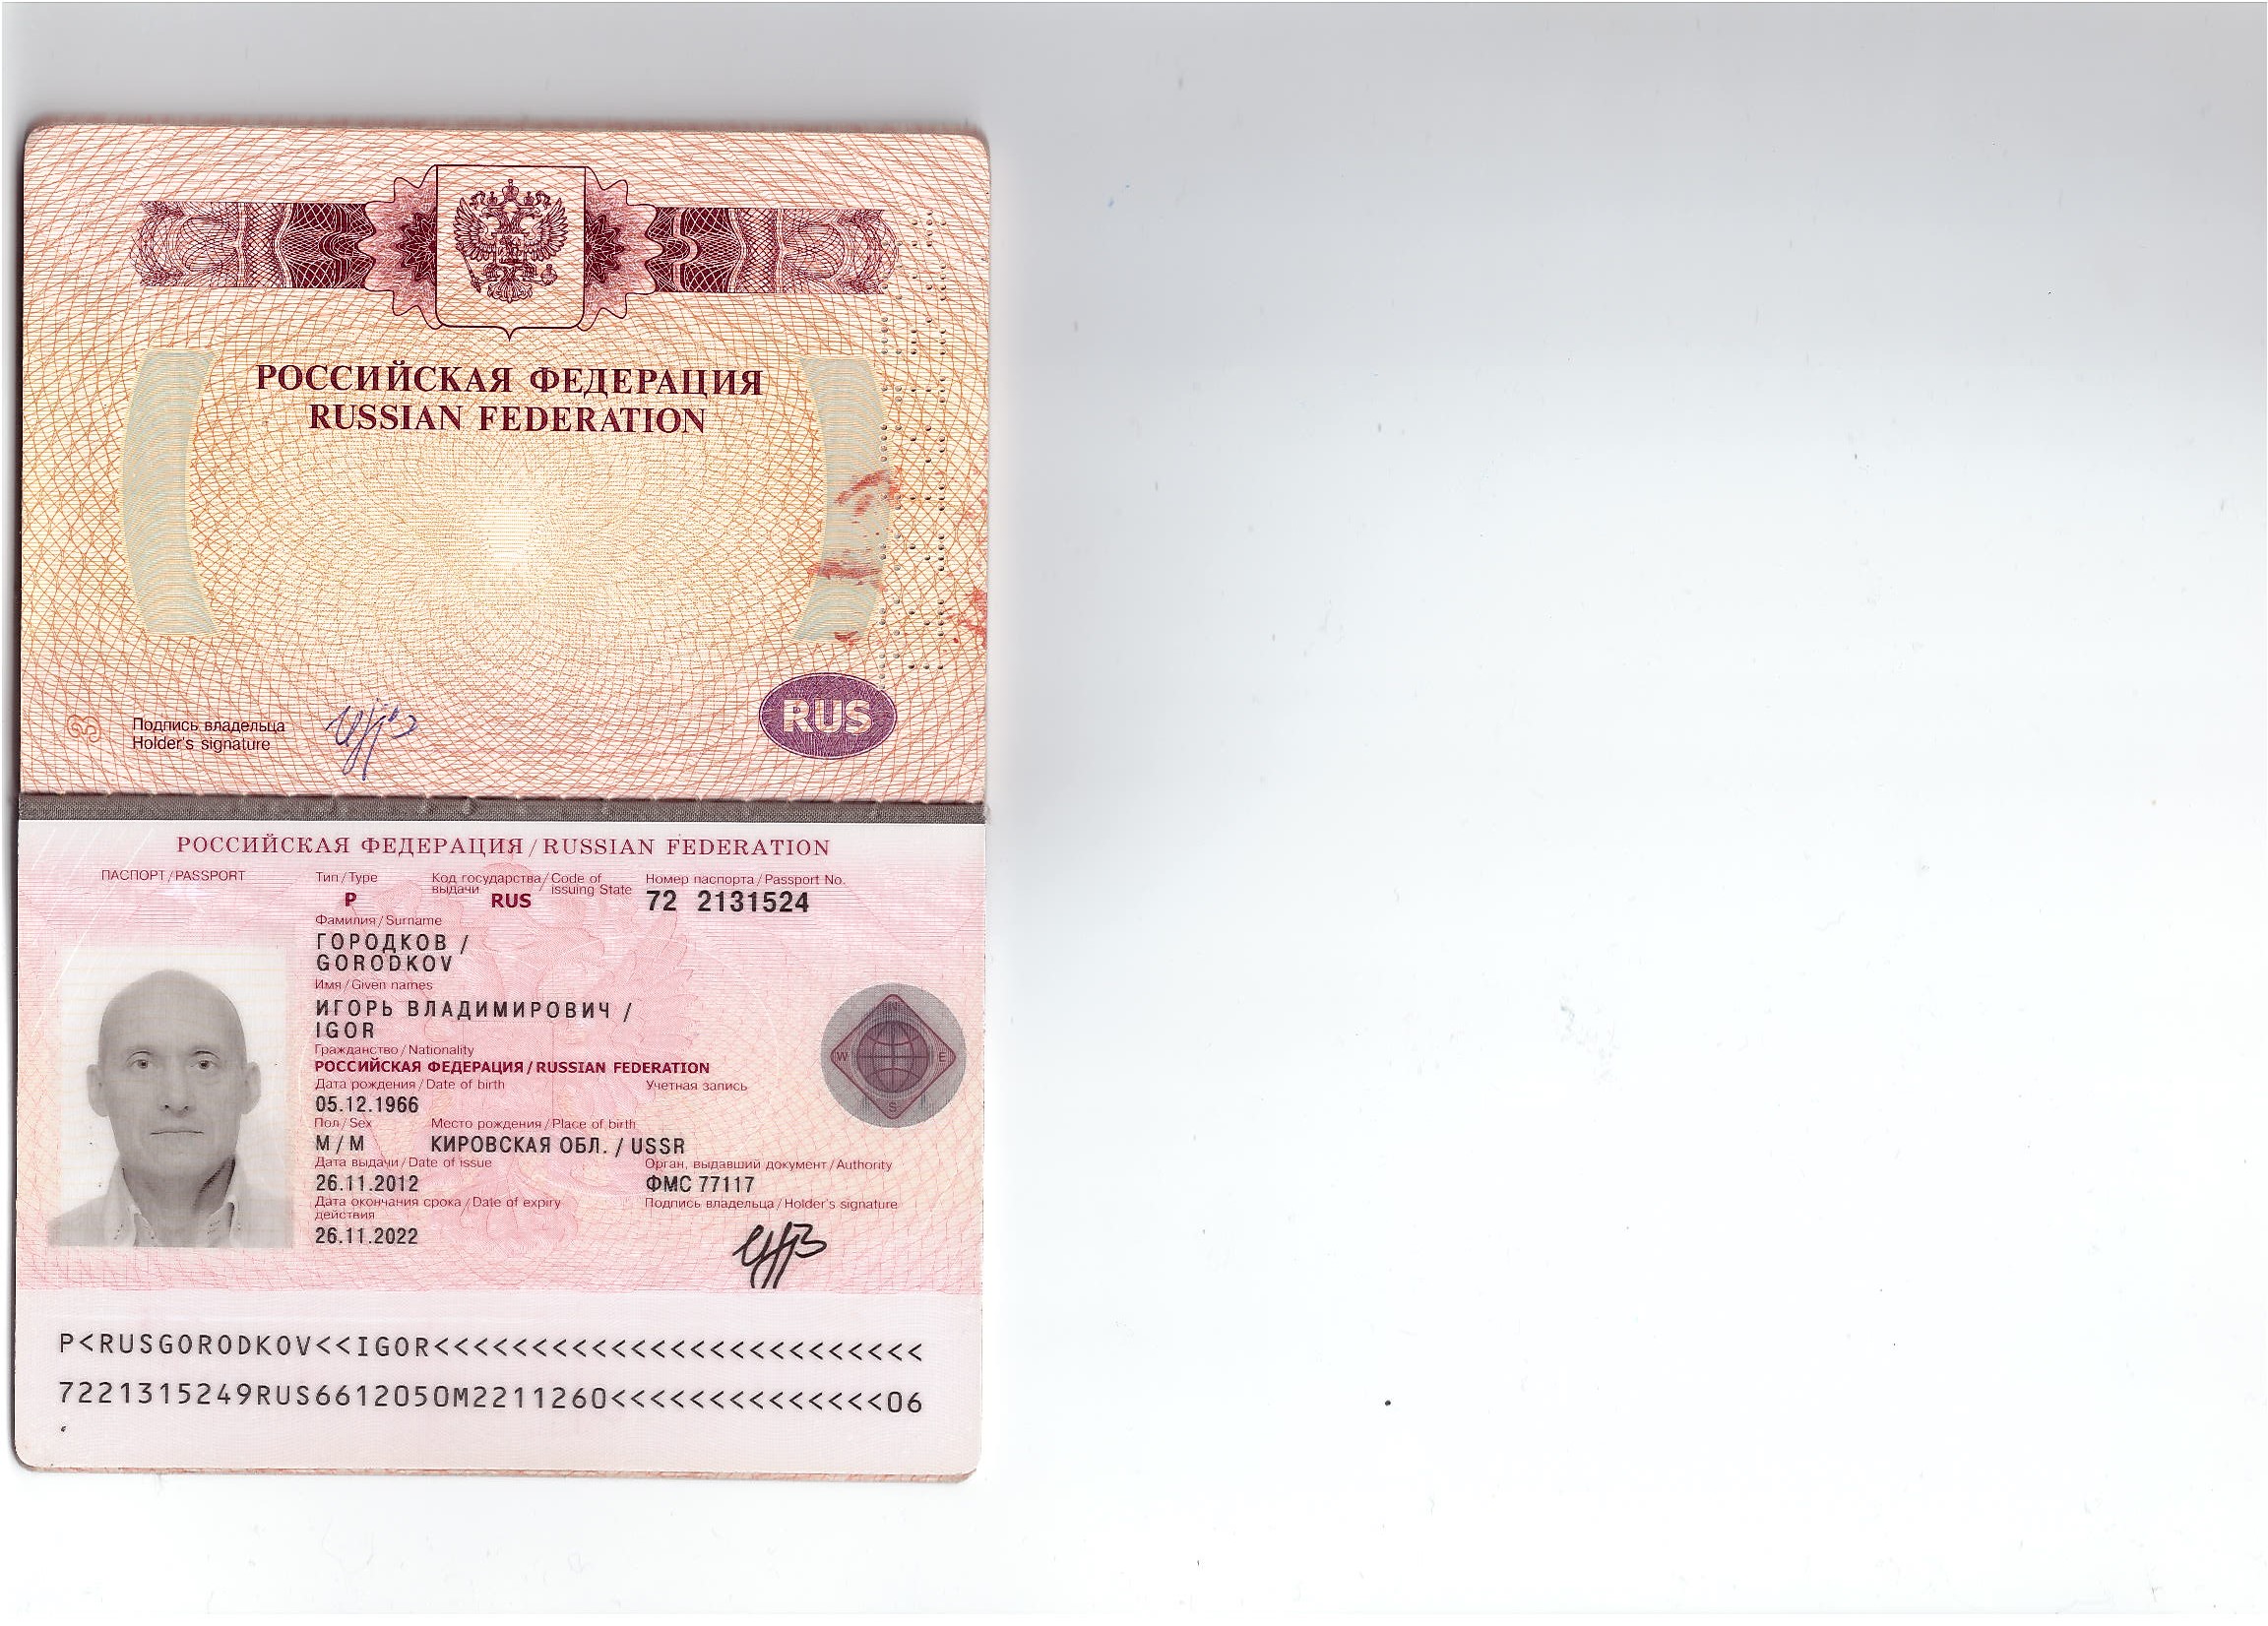 РОССИЙСКАЯ ФЕДЕРАЦИЯ
RUSSIAN FEDERATION
Подпись владельца
Holder's signature
RUS
РОССИЙСКАЯ ФЕДЕРАЦИЯ / RUSSIAN FEDERATION
ПАСПОРТ / PASSPORT
Тип / Type
Код государства / Code of
выдачи issuing State
Номер паспорта / Passport No.
P
RUS
72 2131524
Фамилия / Surname
ГОРОДКОВ /
GORODKOV
Имя / Given names
ИГОРЬ ВЛАДИМИРОВИЧ /
IGOR
Гражданство / Nationality
РОССИЙСКАЯ ФЕДЕРАЦИЯ / RUSSIAN FEDERATION
Дата рождения / Date of birth
Учетная запись
05.12.1966
Пол / Sex
Место рождения / Place of birth
М / M
КИРОВСКАЯ ОБЛ. / USSR
Дата выдачи / Date of issue
Орган, выдавший документ / Authority
26.11.2012
ФМС 77117
Дата окончания срока / Date of expiry
действия
Подпись владельца / Holder's signature
26.11.2022
W E
S
P<RUSGORODKOV<<IGOR<<<<<<<<<<<<<<<<<<<<<<<<<
7221315249RUS6612050M2211260<<<<<<<<<<<<<<06